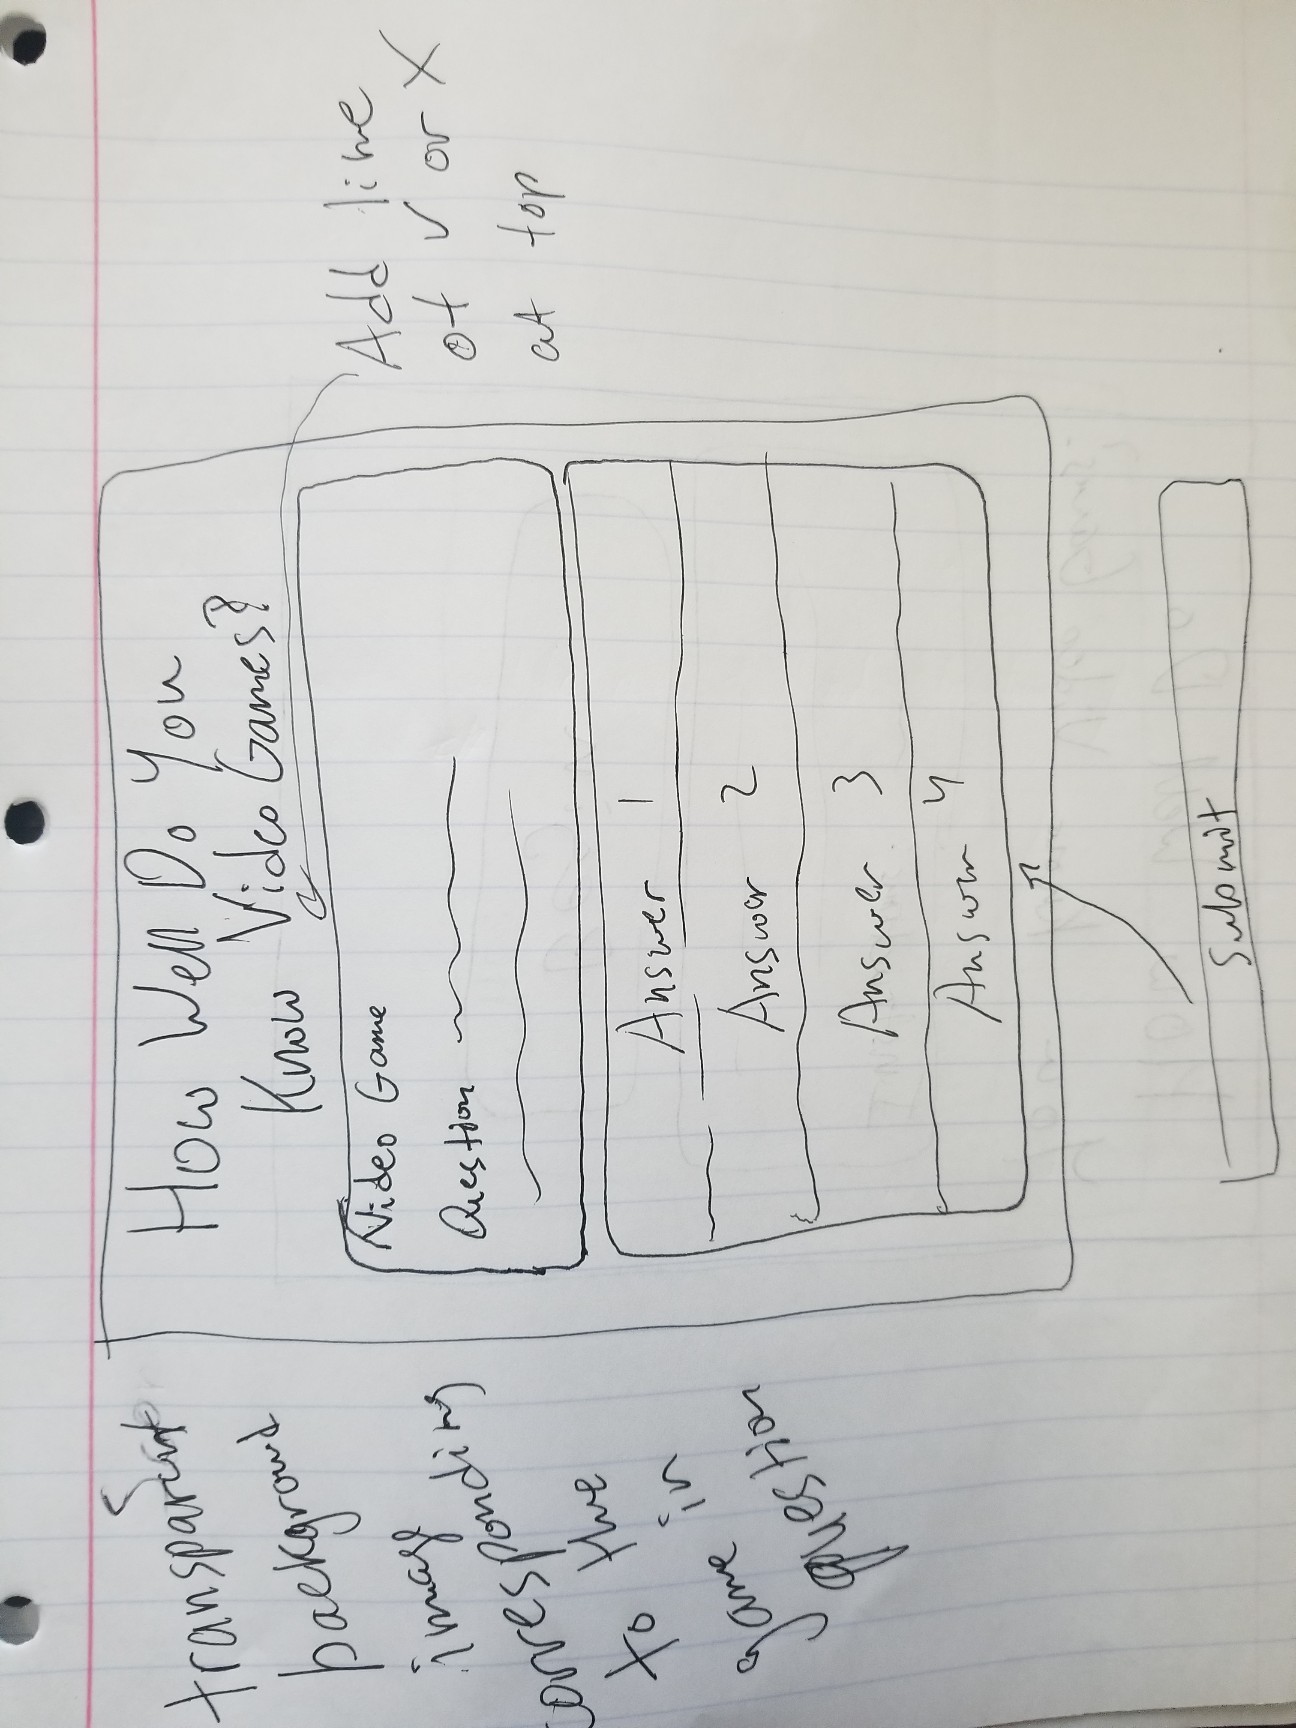 How Well Do You
Know Video Games?
Video Game
Question
Answer 1
Answer 2
Answer 3
Answer 4
Submit
Add line
of ✓ or X
at top
transparent
background
image
corresponding
to the
game in
question